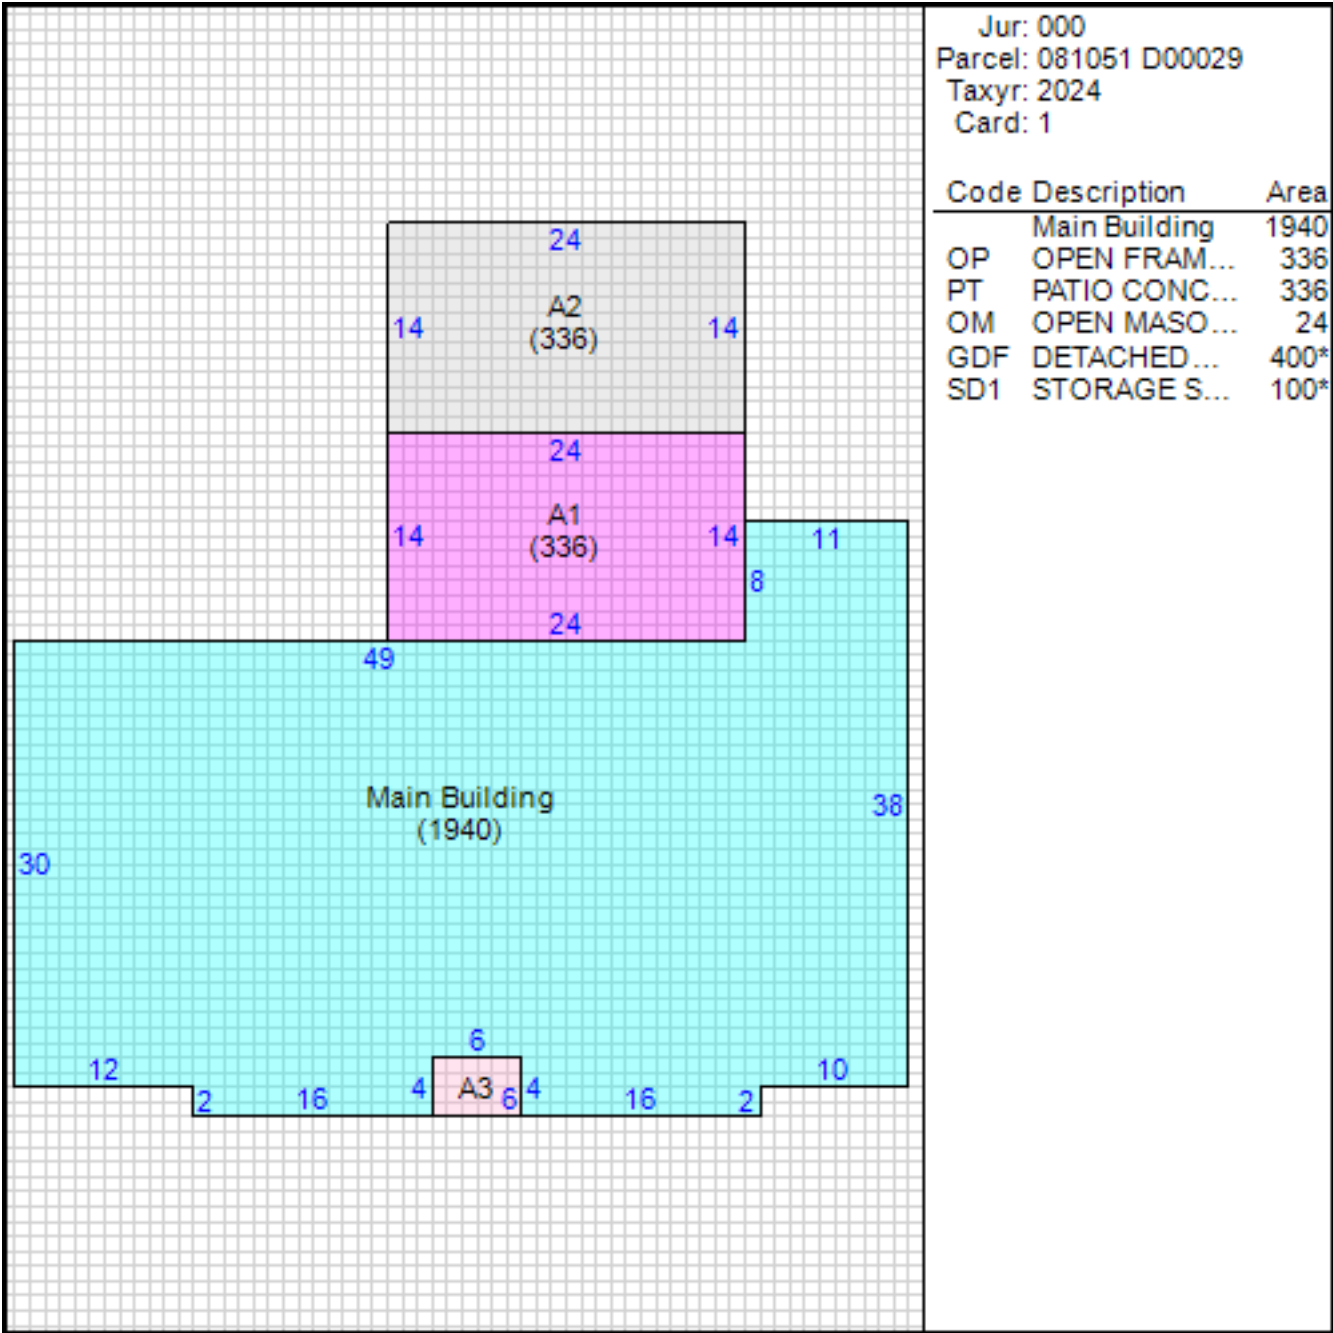 Jur: 000
Parcel: 081051 D00029
Taxyr: 2024
Card: 1
Code Description Area
Main Building 1940
OP OPEN FRAM... 336
PT PATIO CONC... 336
OM OPEN MASO... 24
GDF DETACHED... 400*
SD1 STORAGE S... 100*
24
A2
(336)
14 14
24
A1
(336)
14 14
11
8
24
49
Main Building
(1940)
38
30
6
12 10
4 A3 6 4
2 16 16 2